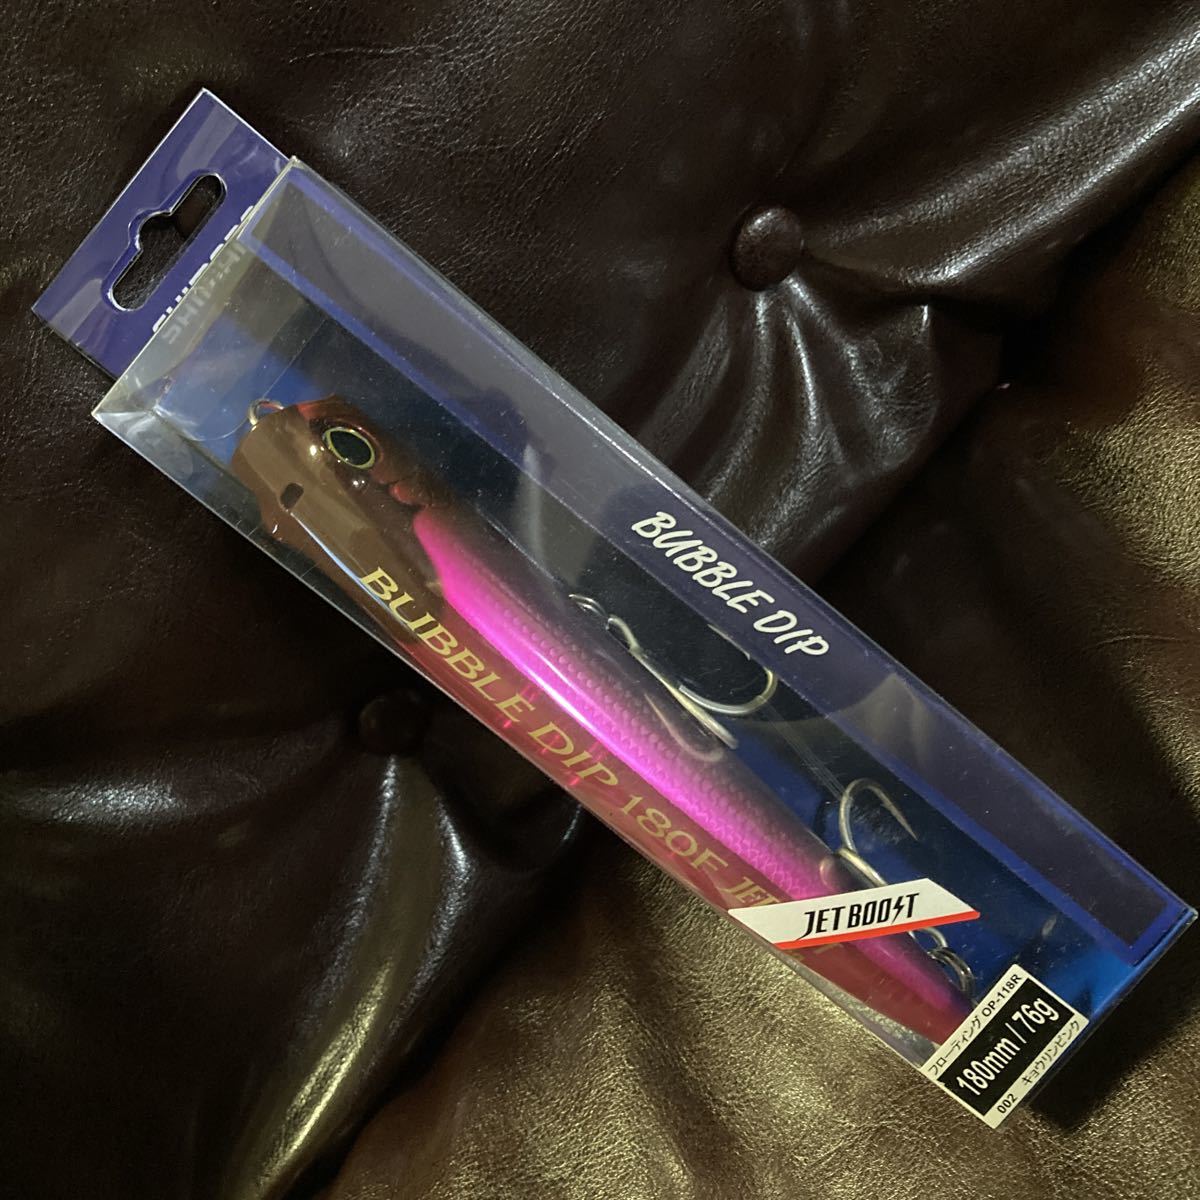 SHIMANO
BUBBLE DIP
BUBBLE DIP 180F JET
JET BOOST
フローティング OP-118R
180mm / 76g
002 キョウリンピンク